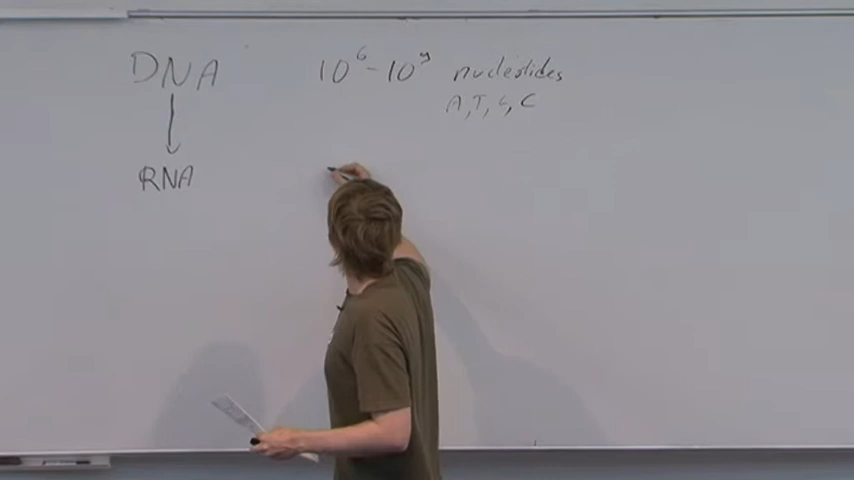 DNA 10⁶-10⁹ nucleotides
A, T, G, C
RNA